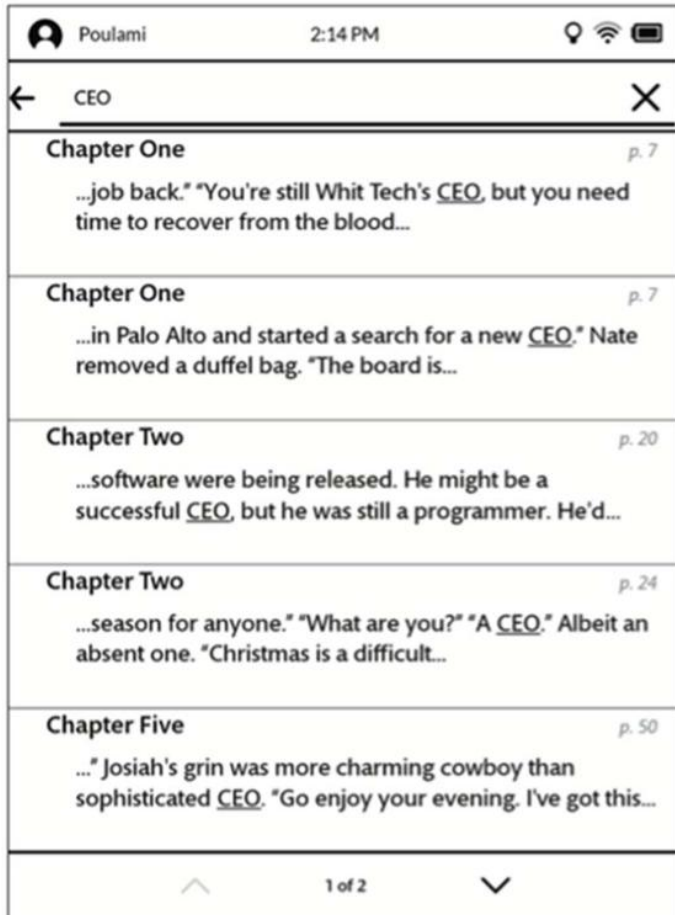 Poulami 2:14 PM
CEO
Chapter One p. 7
...job back." "You're still Whit Tech's CEO, but you need
time to recover from the blood...
Chapter One p. 7
...in Palo Alto and started a search for a new CEO." Nate
removed a duffel bag. "The board is...
Chapter Two p. 20
...software were being released. He might be a
successful CEO, but he was still a programmer. He'd...
Chapter Two p. 24
...season for anyone." "What are you?" "A CEO." Albeit an
absent one. "Christmas is a difficult...
Chapter Five p. 50
..." Josiah's grin was more charming cowboy than
sophisticated CEO. "Go enjoy your evening. I've got this...
1 of 2